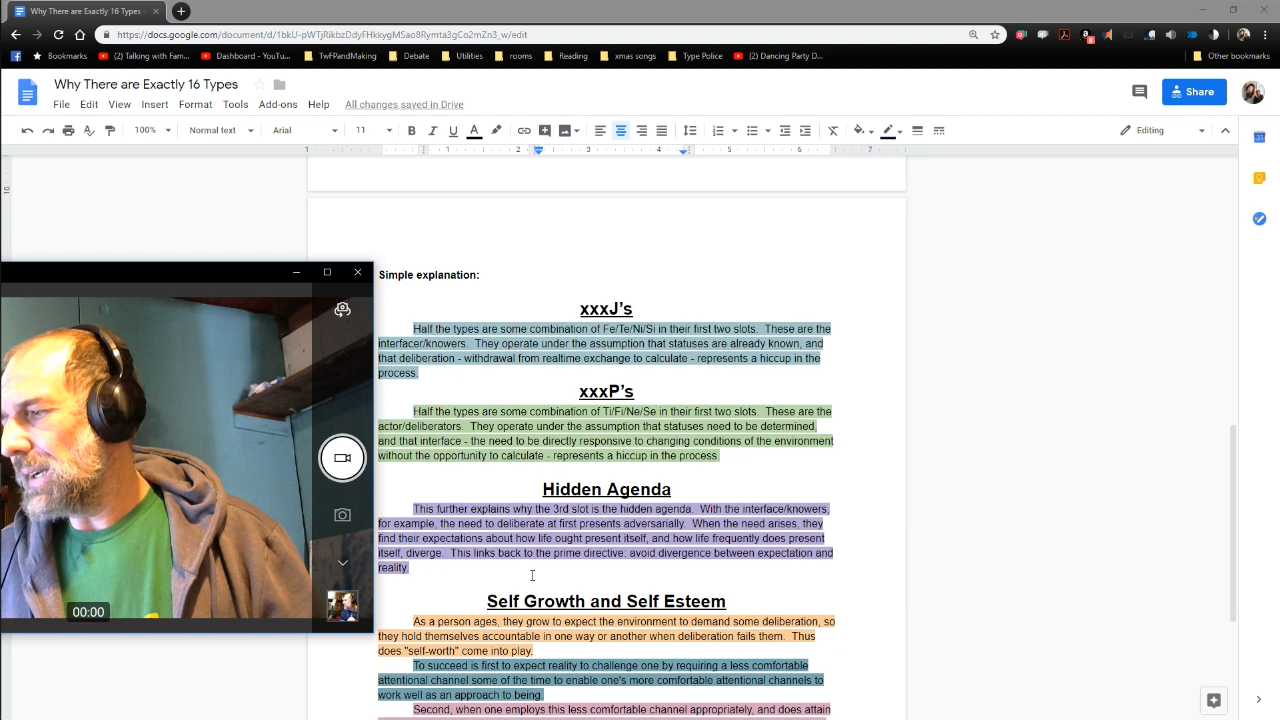 Why There are Exactly 16 Types -
https://docs.google.com/document/d/1bkU-pWTjRikbzDdyFHkkygMSao8Rymta3gCo2mZn3_w/edit
Bookmarks (2) Talking with Fam... Dashboard - YouTu... TwFPandMaking Debate Utilities rooms Reading xmas songs Type Police (2) Dancing Party D... Other bookmarks
Why There are Exactly 16 Types
Share
File Edit View Insert Format Tools Add-ons Help All changes saved in Drive
100% Normal text Arial 11 B I U A Editing
1 1 2 3 4 5 6 7
10
Simple explanation:
xxxJ's
Half the types are some combination of Fe/Te/Ni/Si in their first two slots. These are the
interfacer/knowers. They operate under the assumption that statuses are already known, and
that deliberation - withdrawal from realtime exchange to calculate - represents a hiccup in the
process.
xxxP's
Half the types are some combination of Ti/Fi/Ne/Se in their first two slots. These are the
actor/deliberators. They operate under the assumption that statuses need to be determined,
and that interface - the need to be directly responsive to changing conditions of the environment
without the opportunity to calculate - represents a hiccup in the process.
Hidden Agenda
This further explains why the 3rd slot is the hidden agenda. With the interface/knowers,
for example, the need to deliberate at first presents adversarially. When the need arises, they
find their expectations about how life ought present itself, and how life frequently does present
itself, diverge. This links back to the prime directive: avoid divergence between expectation and
reality.
Self Growth and Self Esteem
As a person ages, they grow to expect the environment to demand some deliberation, so
they hold themselves accountable in one way or another when deliberation fails them. Thus
does "self-worth" come into play.
To succeed is first to expect reality to challenge one by requiring a less comfortable
attentional channel some of the time to enable one's more comfortable attentional channels to
work well as an approach to being.
Second, when one employs this less comfortable channel appropriately, and does attain
00:00